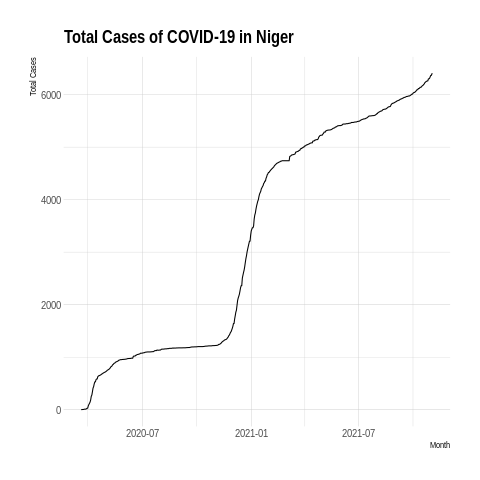 Total Cases of COVID-19 in Niger
Total Cases
6000
4000
2000
0
2020-07 2021-01 2021-07
Month